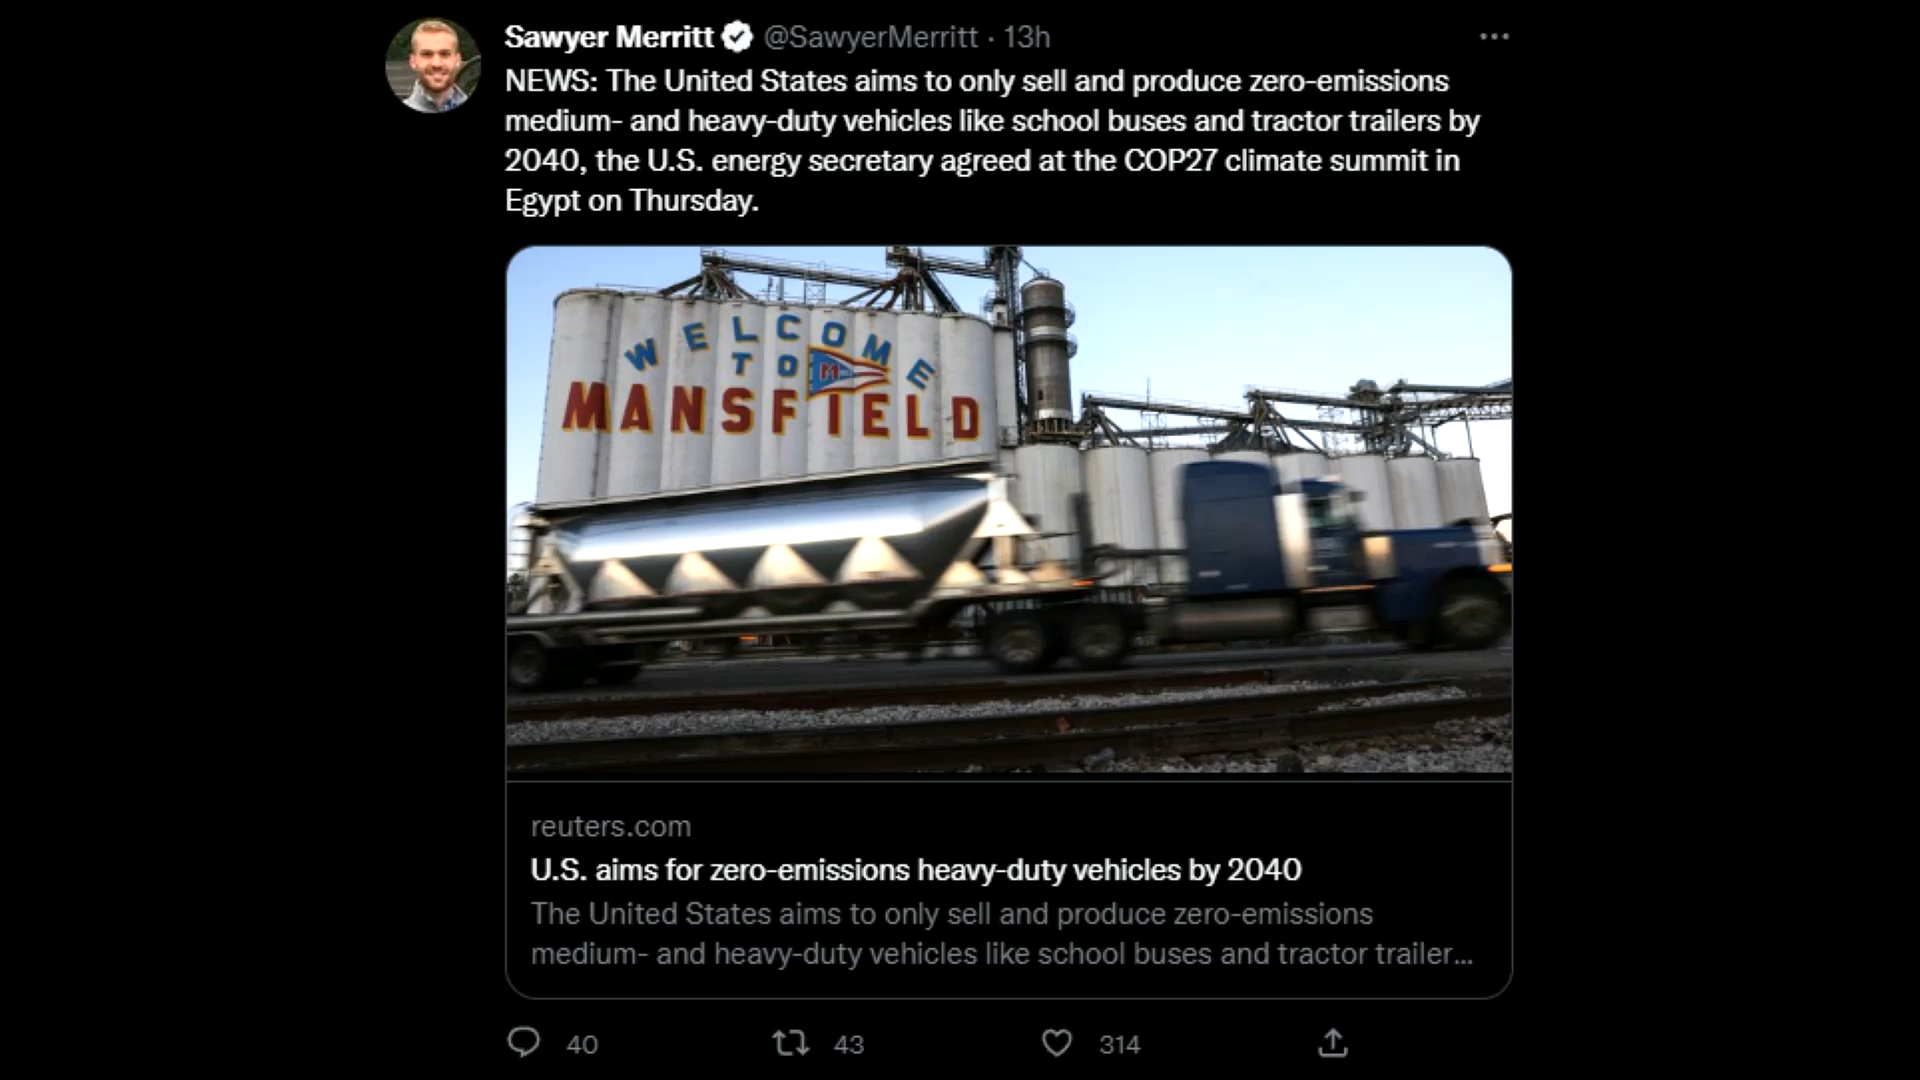 Sawyer Merritt @SawyerMerritt · 13h
NEWS: The United States aims to only sell and produce zero-emissions
medium- and heavy-duty vehicles like school buses and tractor trailers by
2040, the U.S. energy secretary agreed at the COP27 climate summit in
Egypt on Thursday.
WELCOME
TO
M
MANSFIELD
reuters.com
U.S. aims for zero-emissions heavy-duty vehicles by 2040
The United States aims to only sell and produce zero-emissions
medium- and heavy-duty vehicles like school buses and tractor trailer...
40 43 314